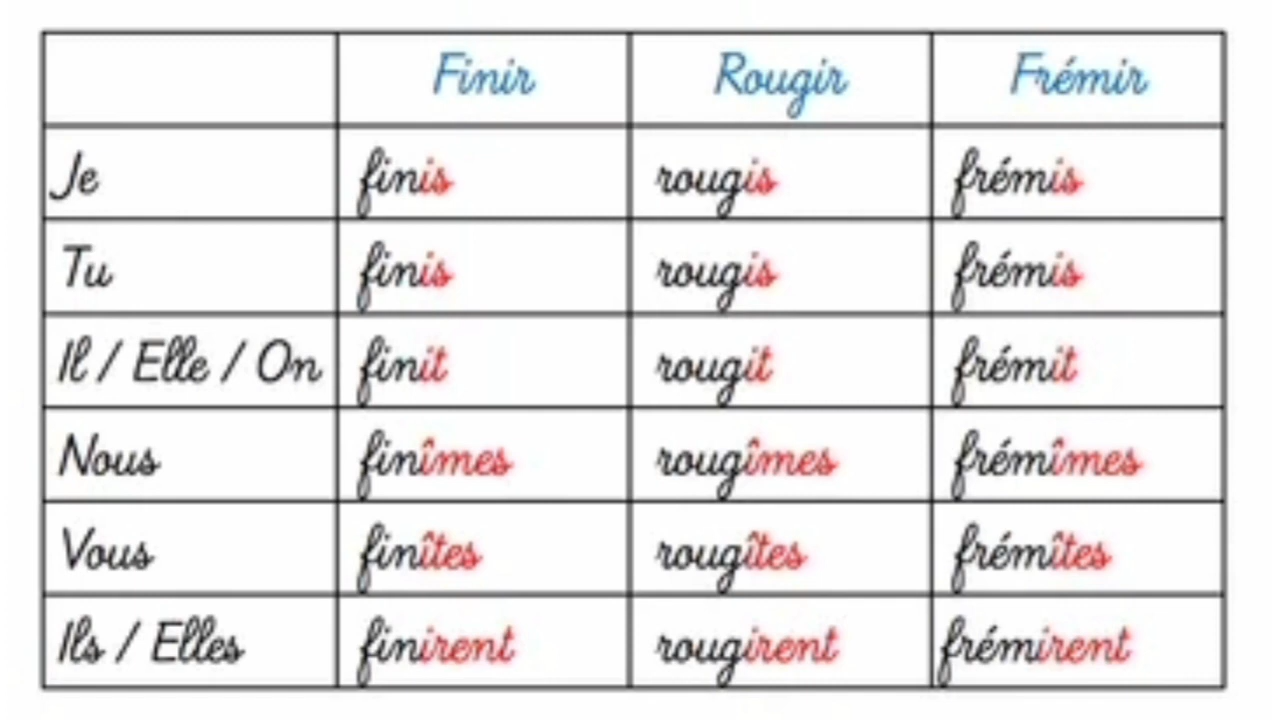 Finir Rougir Frémir
Je finis rougis frémis
Tu finis rougis frémis
Il / Elle / On finit rougit frémit
Nous finîmes rougîmes frémîmes
Vous finîtes rougîtes frémîtes
Ils / Elles finirent rougirent frémirent